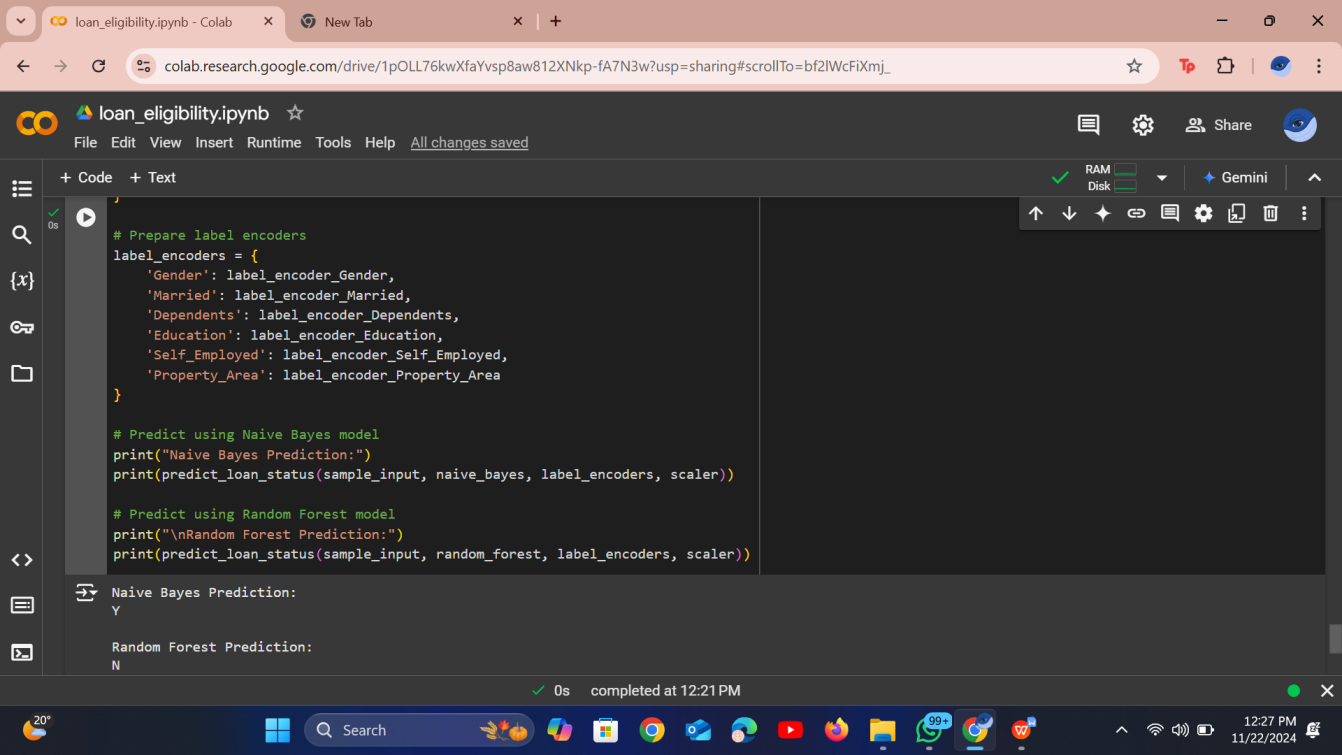 loan_eligibility.ipynb - Colab
New Tab
colab.research.google.com/drive/1pOLL76kwXfaYvsp8aw812XNkp-fA7N3w?usp=sharing#scrollTo=bf2lWcFiXmj_
Tp
loan_eligibility.ipynb
File Edit View Insert Runtime Tools Help All changes saved
Share
+ Code + Text
RAM
Disk
Gemini
0s
{x}
}
# Prepare label encoders
label_encoders = {
    'Gender': label_encoder_Gender,
    'Married': label_encoder_Married,
    'Dependents': label_encoder_Dependents,
    'Education': label_encoder_Education,
    'Self_Employed': label_encoder_Self_Employed,
    'Property_Area': label_encoder_Property_Area
}
# Predict using Naive Bayes model
print("Naive Bayes Prediction:")
print(predict_loan_status(sample_input, naive_bayes, label_encoders, scaler))
# Predict using Random Forest model
print("\nRandom Forest Prediction:")
print(predict_loan_status(sample_input, random_forest, label_encoders, scaler))
Naive Bayes Prediction:
Y
Random Forest Prediction:
N
0s completed at 12:21 PM
20°
Search
99+
12:27 PM
11/22/2024